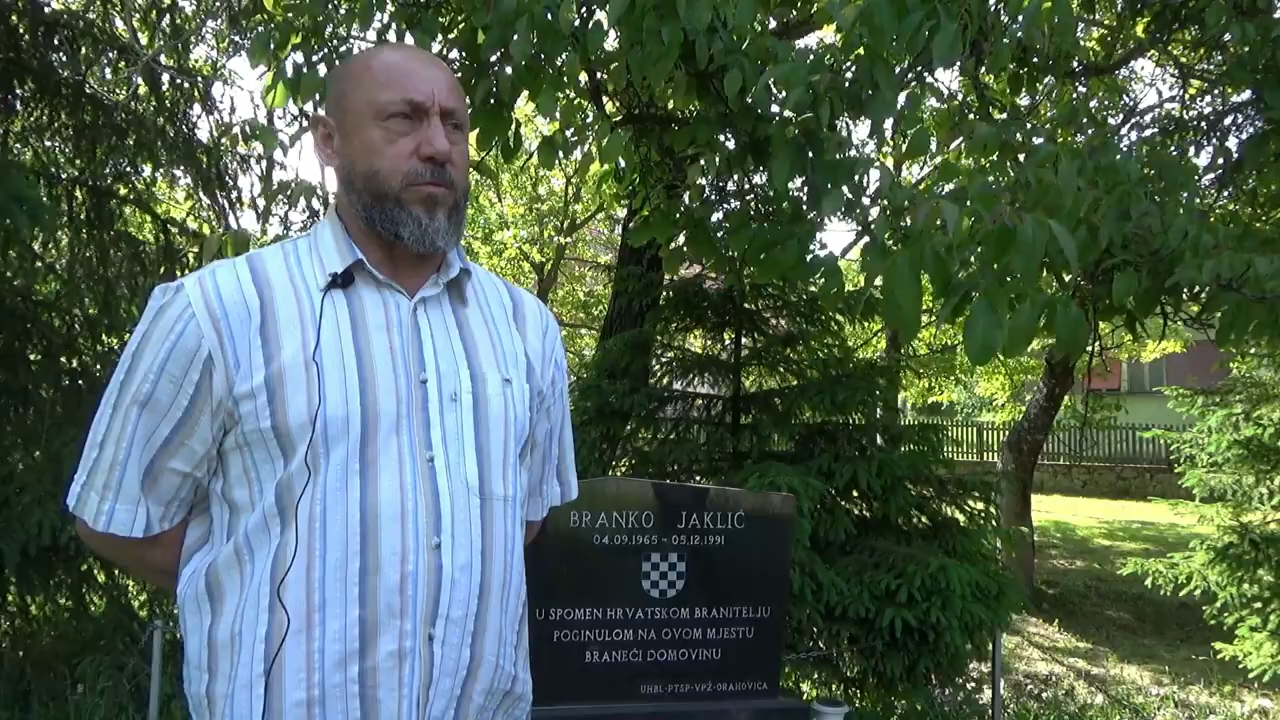 BRANKO JAKLIĆ
04.09.1965 - 05.12.1991
U SPOMEN HRVATSKOM BRANITELJU
POGINULOM NA OVOM MJESTU
BRANEĆI DOMOVINU
UHBL-PTSP-VPŽ-ORAHOVICA